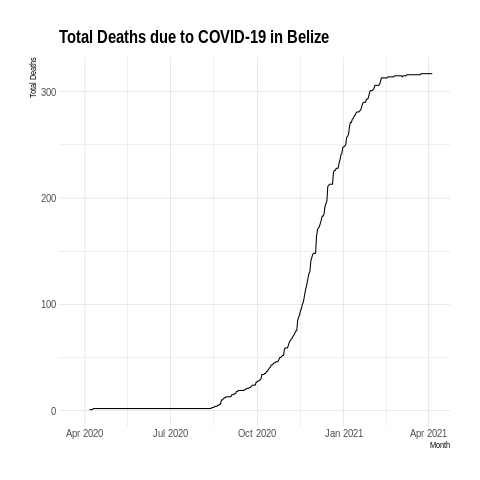 Total Deaths due to COVID-19 in Belize
Total Deaths
300
200
100
0
Apr 2020 Jul 2020 Oct 2020 Jan 2021 Apr 2021
Month